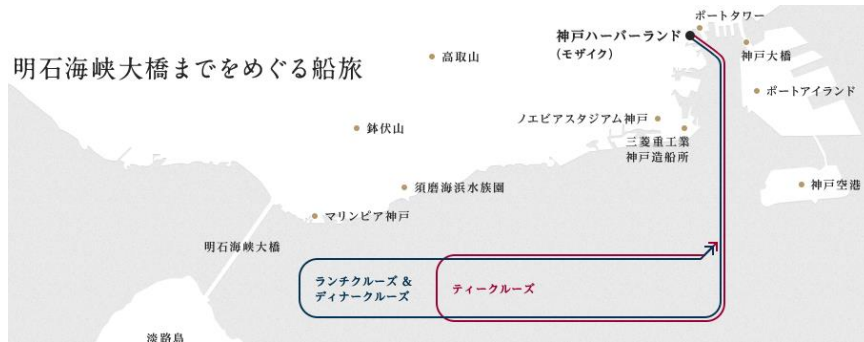 ポートタワー
神戸ハーバーランド
(モザイク)
神戸大橋
高取山
明石海峡大橋までをめぐる船旅
ポートアイランド
ノエビアスタジアム神戸
鉢伏山
三菱重工業
神戸造船所
須磨海浜水族園
神戸空港
マリンピア神戸
明石海峡大橋
ランチクルーズ &
ディナークルーズ
ティークルーズ
淡路島